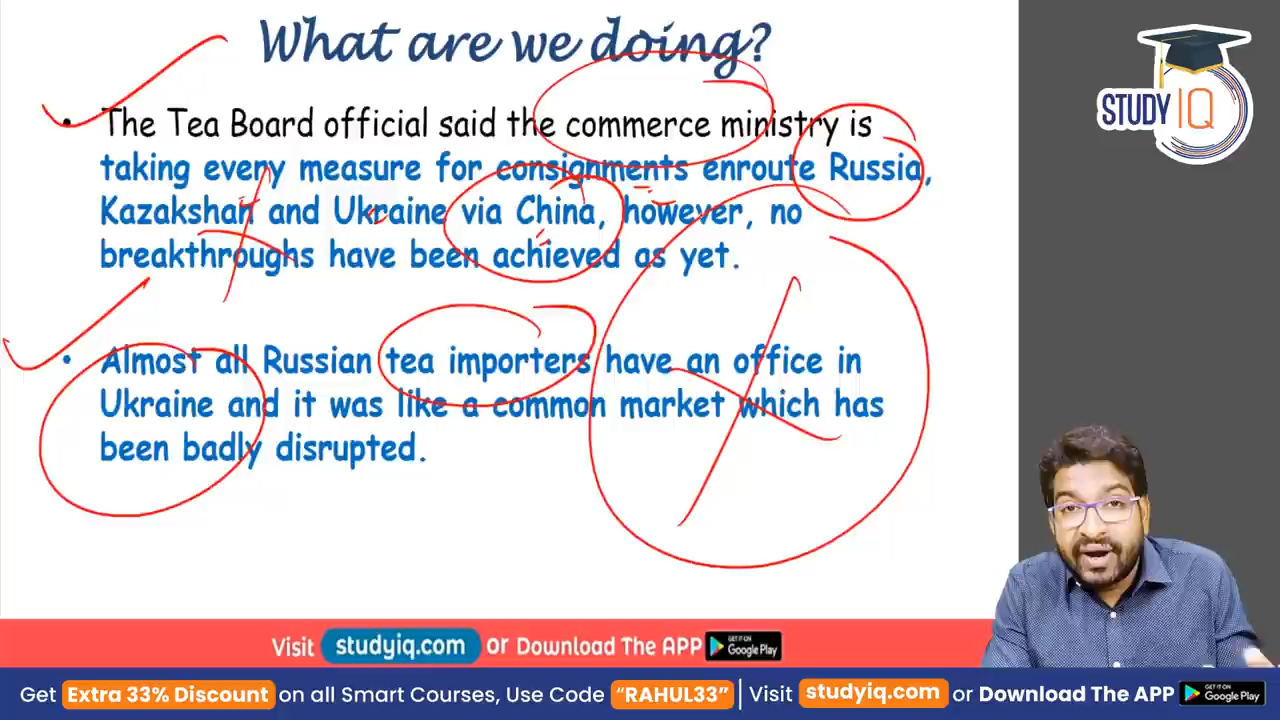 What are we doing?
STUDY IQ
• The Tea Board official said the commerce ministry is
taking every measure for consignments enroute Russia,
Kazakshan and Ukraine via China, however, no
breakthroughs have been achieved as yet.
• Almost all Russian tea importers have an office in
Ukraine and it was like a common market which has
been badly disrupted.
Visit studyiq.com or Download The APP GET IT ON Google Play
Get Extra 33% Discount on all Smart Courses, Use Code “RAHUL33” | Visit studyiq.com or Download The APP GET IT ON Google Play